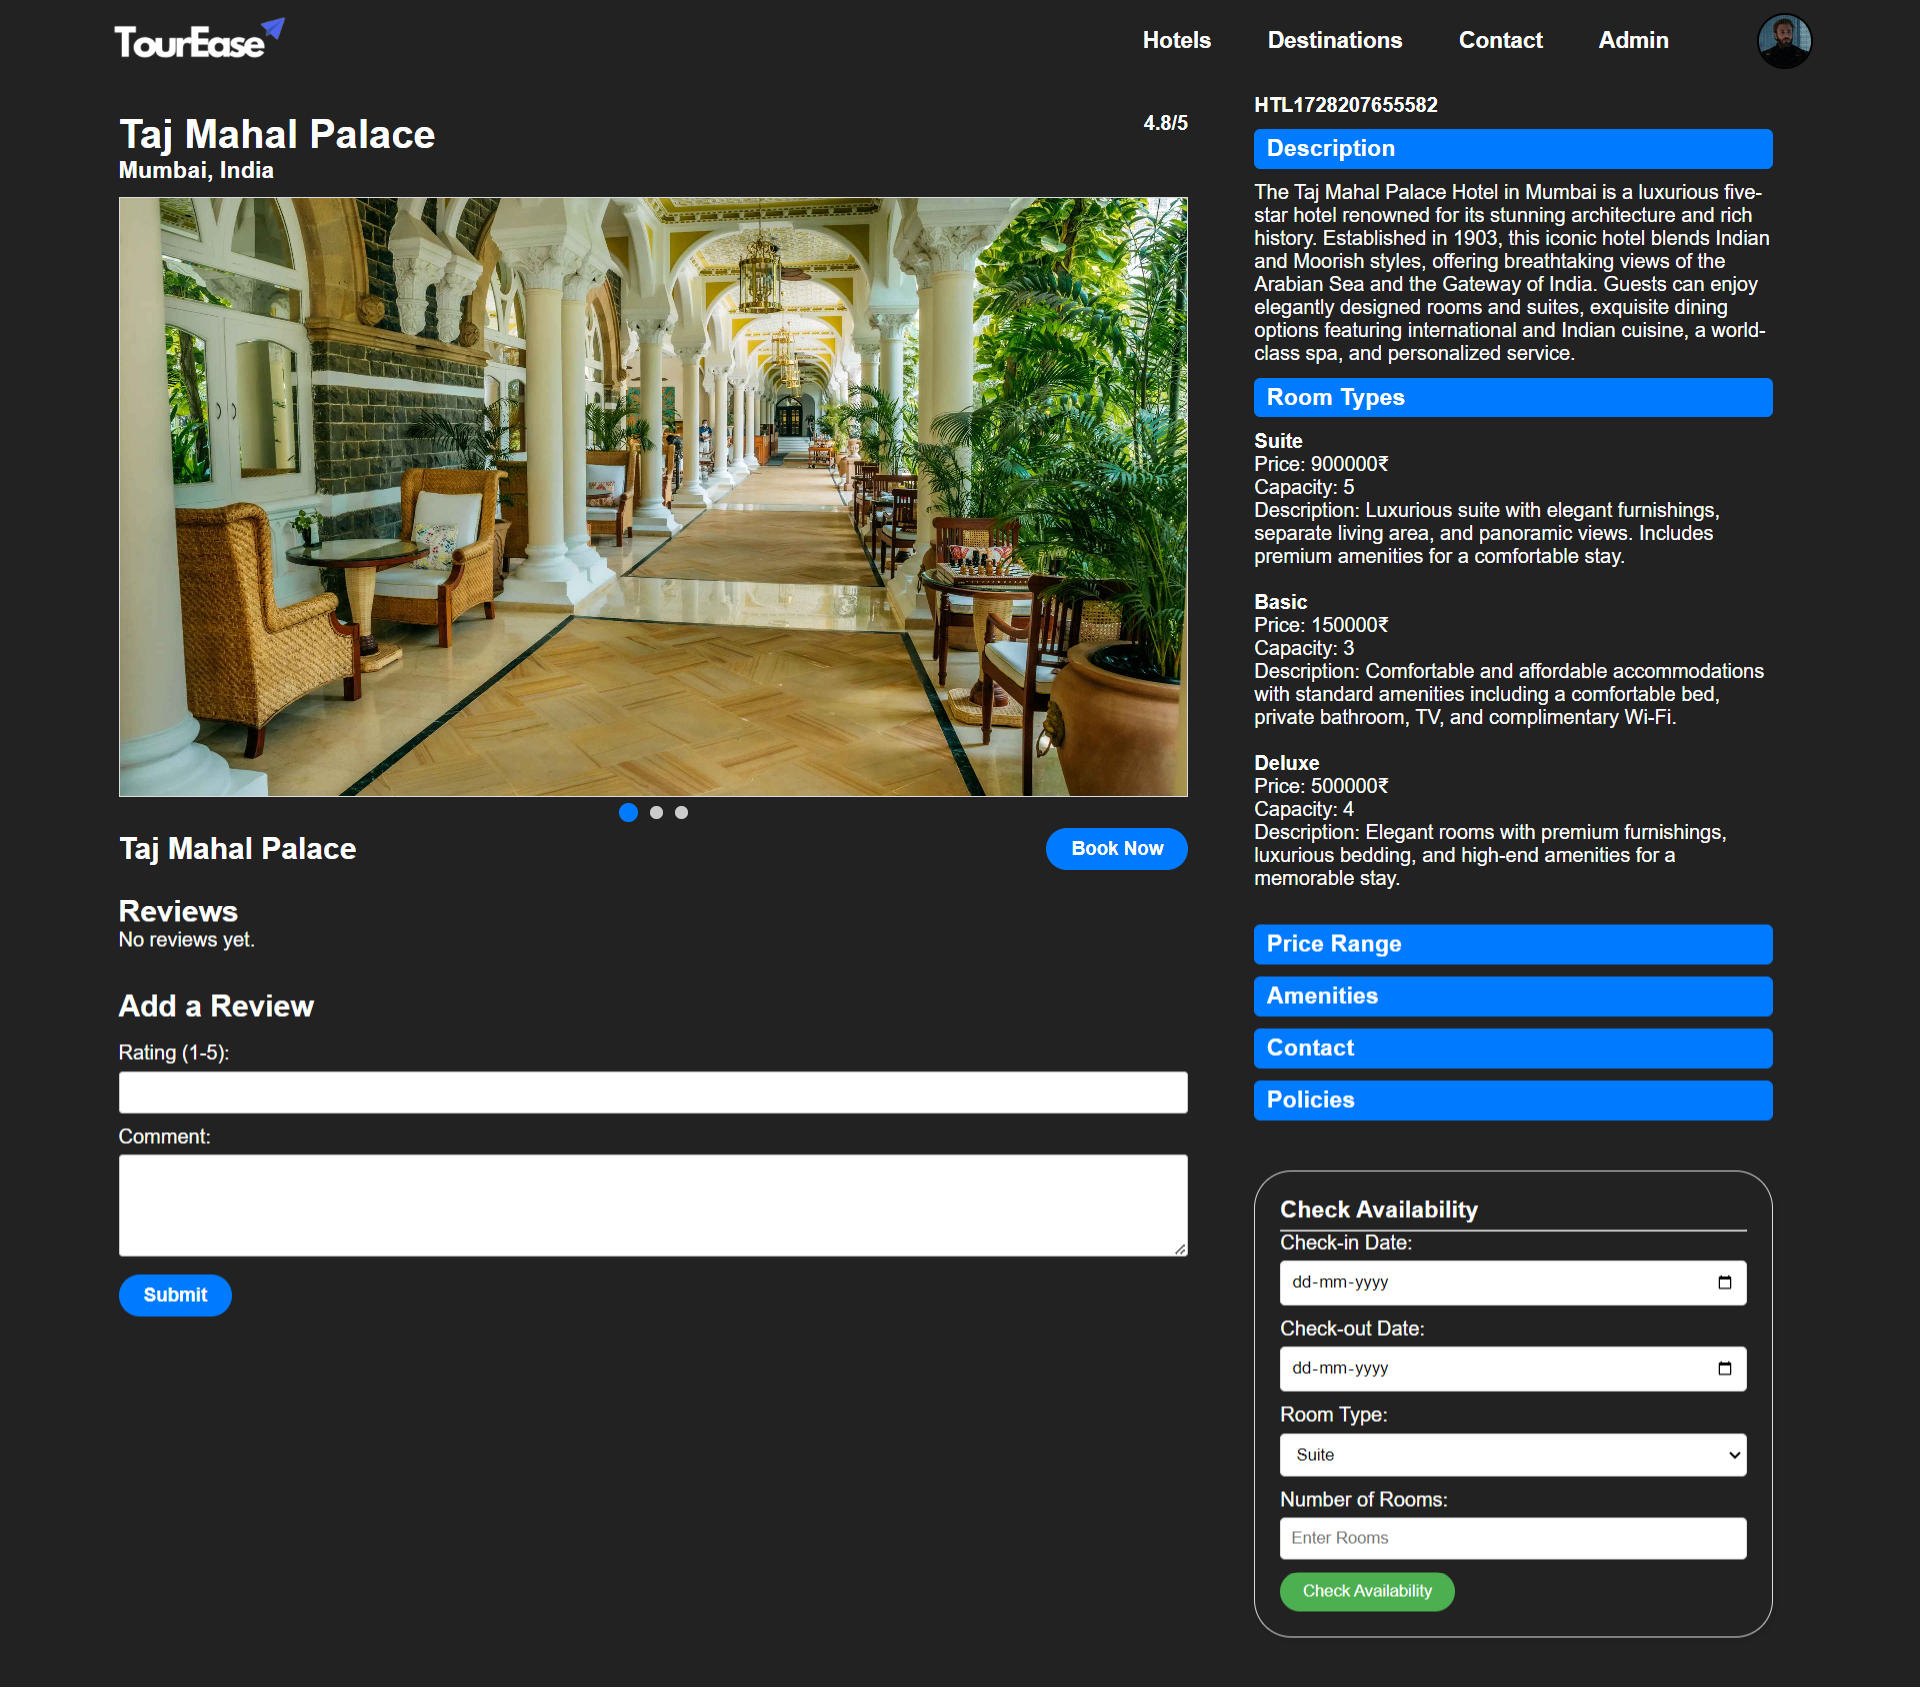 TourEase
Hotels
Destinations
Contact
Admin
Taj Mahal Palace
4.8/5
Mumbai, India
Taj Mahal Palace
Book Now
Reviews
No reviews yet.
Add a Review
Rating (1-5):
Comment:
Submit
HTL1728207655582
Description
The Taj Mahal Palace Hotel in Mumbai is a luxurious five-
star hotel renowned for its stunning architecture and rich
history. Established in 1903, this iconic hotel blends Indian
and Moorish styles, offering breathtaking views of the
Arabian Sea and the Gateway of India. Guests can enjoy
elegantly designed rooms and suites, exquisite dining
options featuring international and Indian cuisine, a world-
class spa, and personalized service.
Room Types
Suite
Price: 900000₹
Capacity: 5
Description: Luxurious suite with elegant furnishings,
separate living area, and panoramic views. Includes
premium amenities for a comfortable stay.
Basic
Price: 150000₹
Capacity: 3
Description: Comfortable and affordable accommodations
with standard amenities including a comfortable bed,
private bathroom, TV, and complimentary Wi-Fi.
Deluxe
Price: 500000₹
Capacity: 4
Description: Elegant rooms with premium furnishings,
luxurious bedding, and high-end amenities for a
memorable stay.
Price Range
Amenities
Contact
Policies
Check Availability
Check-in Date:
dd-mm-yyyy
Check-out Date:
dd-mm-yyyy
Room Type:
Suite
Number of Rooms:
Enter Rooms
Check Availability